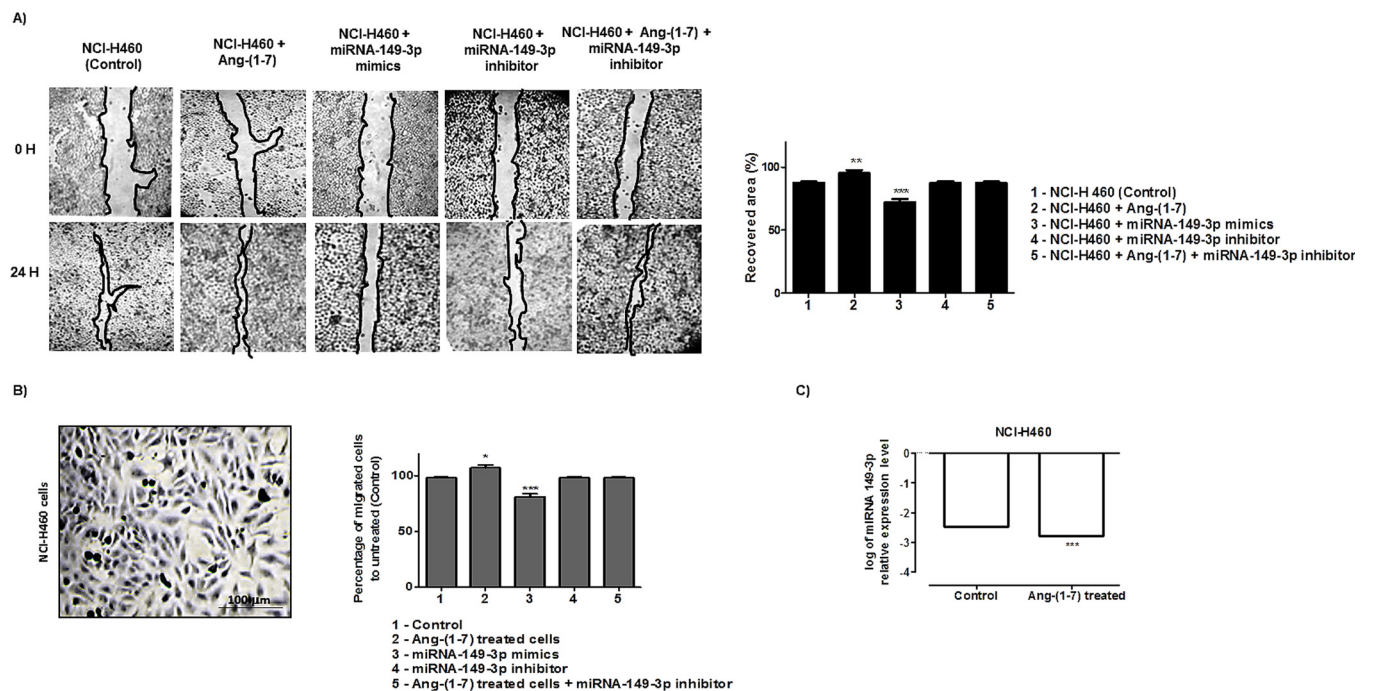 A)
NCI-H460
(Control)
NCI-H460 +
Ang-(1-7)
NCI-H460 +
miRNA-149-3p
mimics
NCI-H460 +
miRNA-149-3p
inhibitor
NCI-H460 + Ang-(1-7) +
miRNA-149-3p
inhibitor
0 H
24 H
Recovered area (%)
100
50
0
**
***
1 2 3 4 5
1 - NCI-H 460 (Control)
2 - NCI-H460 + Ang-(1-7)
3 - NCI-H460 + miRNA-149-3p mimics
4 - NCI-H460 + miRNA-149-3p inhibitor
5 - NCI-H460 + Ang-(1-7) + miRNA-149-3p inhibitor
B)
NCI-H460 cells
100µm
Percentage of migrated cells
to untreated (Control)
100
50
0
*
***
1 2 3 4 5
1 - Control
2 - Ang-(1-7) treated cells
3 - miRNA-149-3p mimics
4 - miRNA-149-3p inhibitor
5 - Ang-(1-7) treated cells + miRNA-149-3p inhibitor
C)
NCI-H460
log of miRNA 149-3p
relative expression level
0
-1
-2
-3
-4
***
Control Ang-(1-7) treated